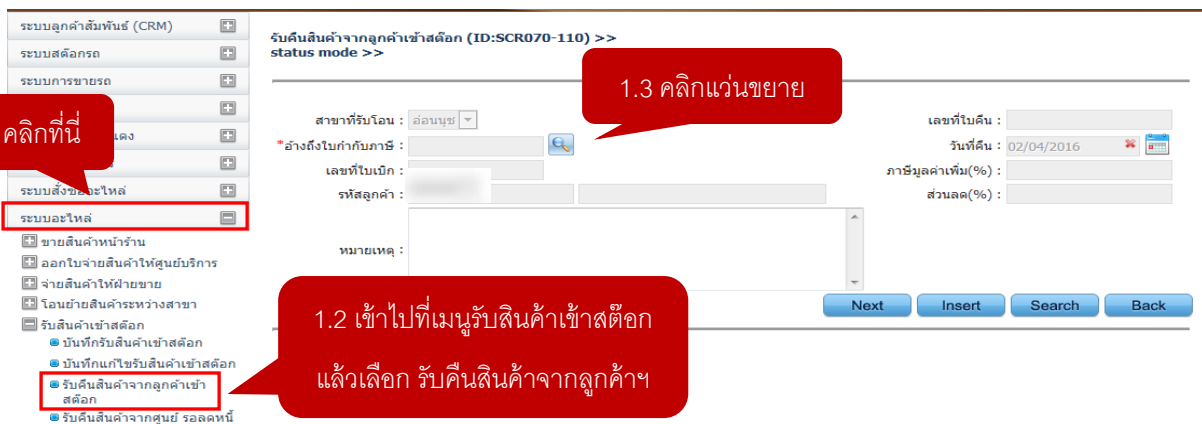 ระบบลูกค้าสัมพันธ์ (CRM)
ระบบสต๊อกรถ
ระบบการขายรถ
คลิกที่นี่
แดง
ระบบสั่งซื้ออะไหล่
ระบบอะไหล่
ขายสินค้าหน้าร้าน
ออกใบจ่ายสินค้าให้ศูนย์บริการ
จ่ายสินค้าให้ฝ่ายขาย
โอนย้ายสินค้าระหว่างสาขา
รับสินค้าเข้าสต๊อก
บันทึกรับสินค้าเข้าสต๊อก
บันทึกแก้ไขรับสินค้าเข้าสต๊อก
รับคืนสินค้าจากลูกค้าเข้า
สต๊อก
รับคืนสินค้าจากศูนย์ รอลดหนี้
รับคืนสินค้าจากลูกค้าเข้าสต๊อก (ID:SCR070-110) >>
status mode >>
1.3 คลิกแว่นขยาย
สาขาที่รับโอน : อ่อนนุช
เลขที่ใบคืน :
*อ้างถึงใบกำกับภาษี :
วันที่คืน : 02/04/2016
เลขที่ใบเบิก :
ภาษีมูลค่าเพิ่ม(%) :
รหัสลูกค้า :
ส่วนลด(%) :
หมายเหตุ :
Next Insert Search Back
1.2 เข้าไปที่เมนูรับสินค้าเข้าสต๊อก
แล้วเลือก รับคืนสินค้าจากลูกค้าฯ